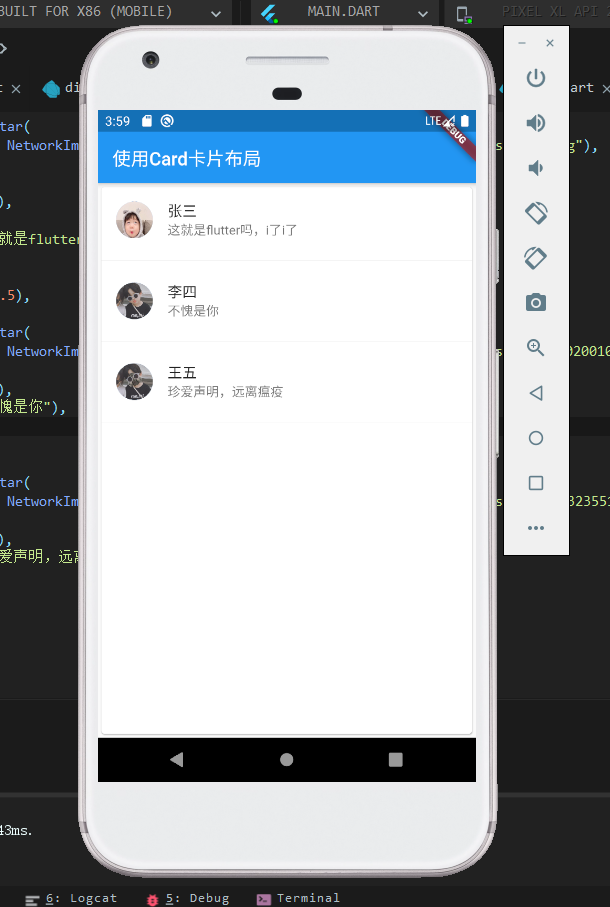 BUILT FOR X86 (MOBILE)
MAIN.DART
PIXEL XL API 2
di
art
3:59
LTE
DEBUG
使用Card卡片布局
张三
这就是flutter吗，i了i了
李四
不愧是你
王五
珍爱声明，远离瘟疫
tar(
NetworkIm
g"),
),
就是flutter
.5),
tar(
NetworkIm
020010
),
愧是你"),
tar(
NetworkIm
323551
),
爱声明，远离
43ms.
6: Logcat
5: Debug
Terminal